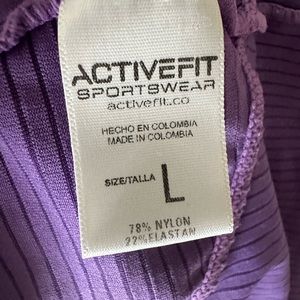 ACTIVEFIT
SPORTSWEAR
activefit.co
HECHO EN COLOMBIA
MADE IN COLOMBIA
SIZE/TALLA L
78% NYLON
22% ELASTAN